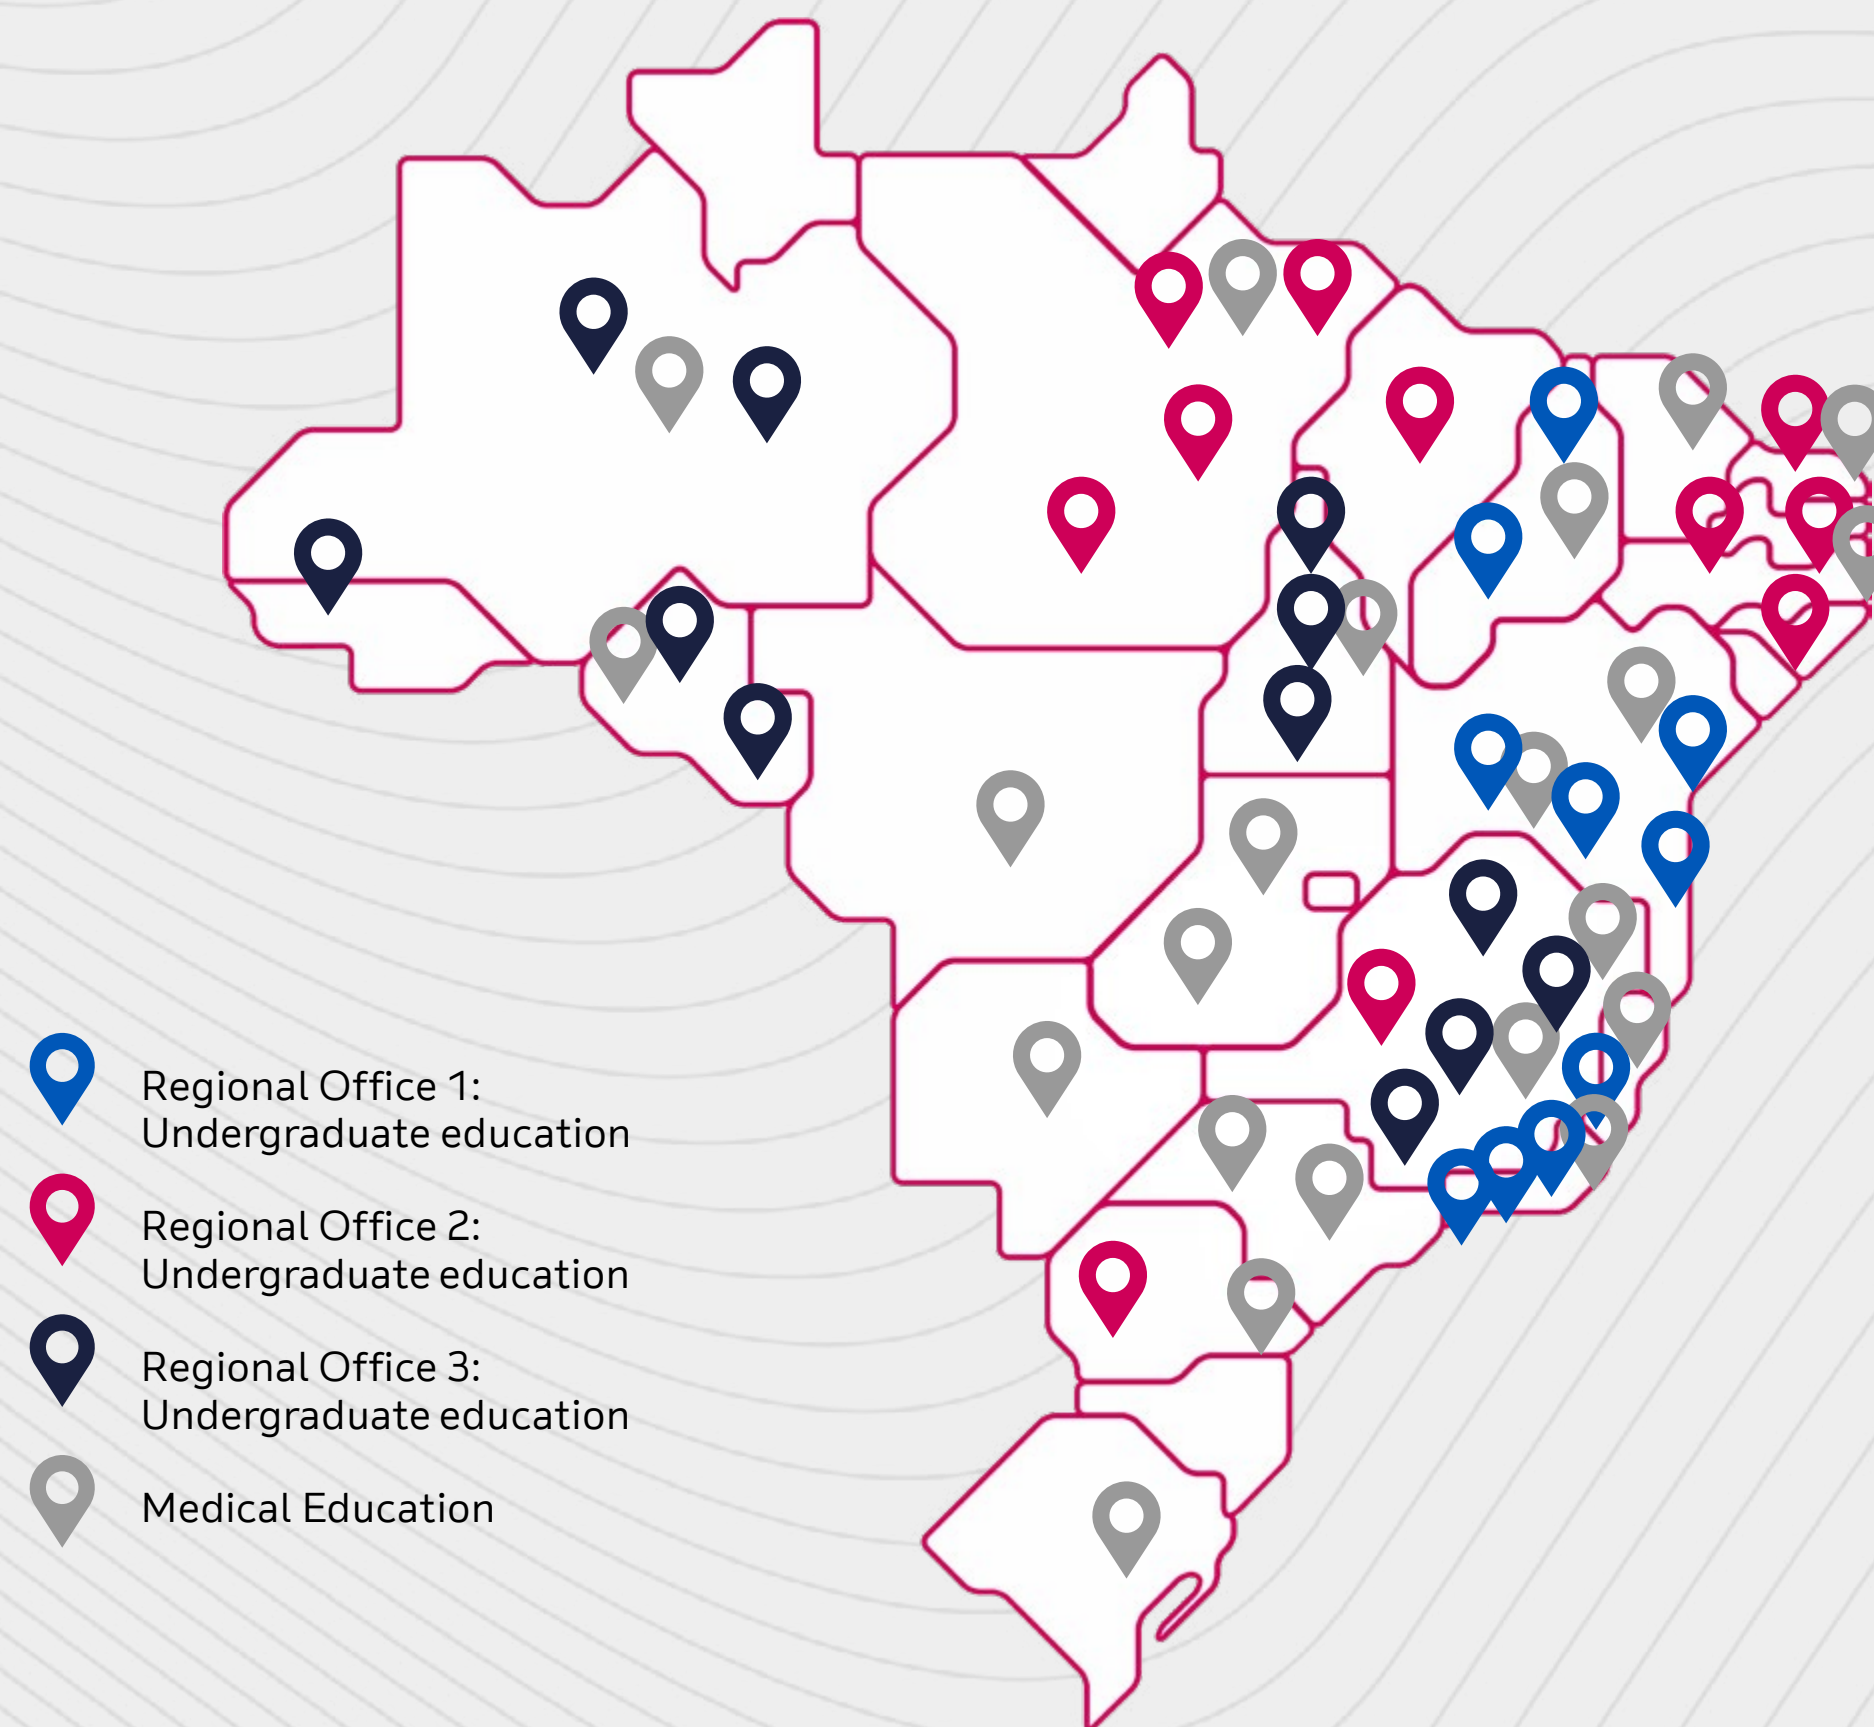 Regional Office 1:
Undergraduate education
Regional Office 2:
Undergraduate education
Regional Office 3:
Undergraduate education
Medical Education